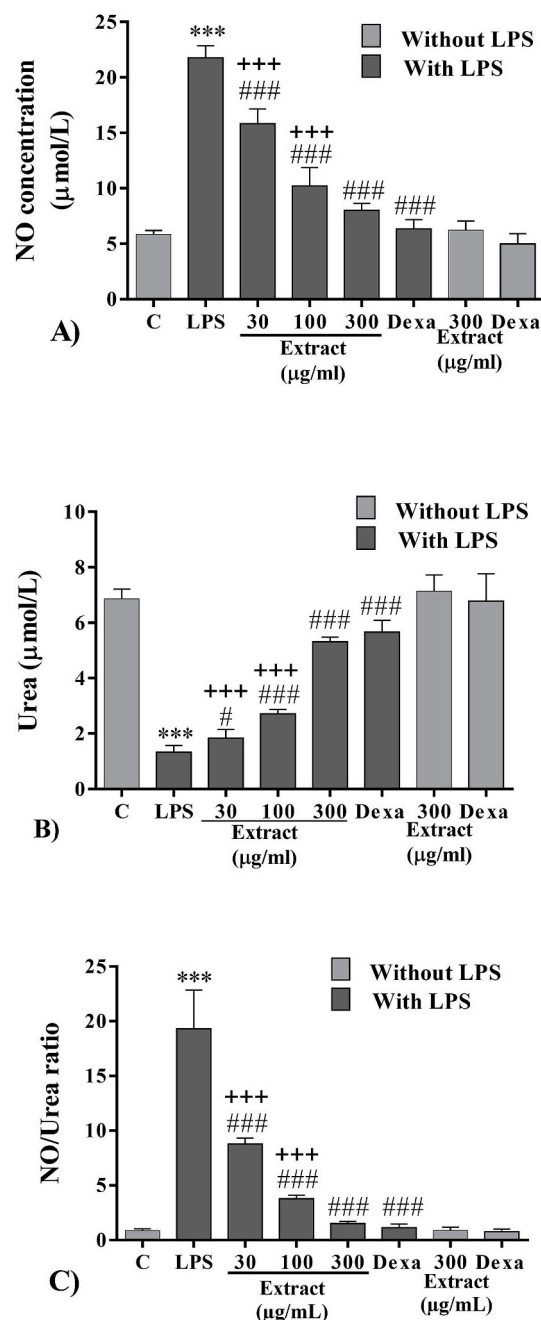 *** Without LPS
25
+++ With LPS
20
###
+++
15
###
### ###
10
5
0
NO concentration
(μmol/L)
C LPS 30 100 300 Dexa 300 Dexa
Extract Extract
(μg/ml) (μg/ml)
A)
Without LPS
With LPS
10
8
### ###
6
+++
+++ ###
4
#
***
2
0
Urea (μmol/L)
C LPS 30 100 300 Dexa 300 Dexa
Extract Extract
(μg/ml) (μg/ml)
B)
Without LPS
With LPS
25
***
20
15
+++
###
10
+++
###
### ###
5
0
NO/Urea ratio
C LPS 30 100 300 Dexa 300 Dexa
Extract Extract
(μg/mL) (μg/mL)
C)